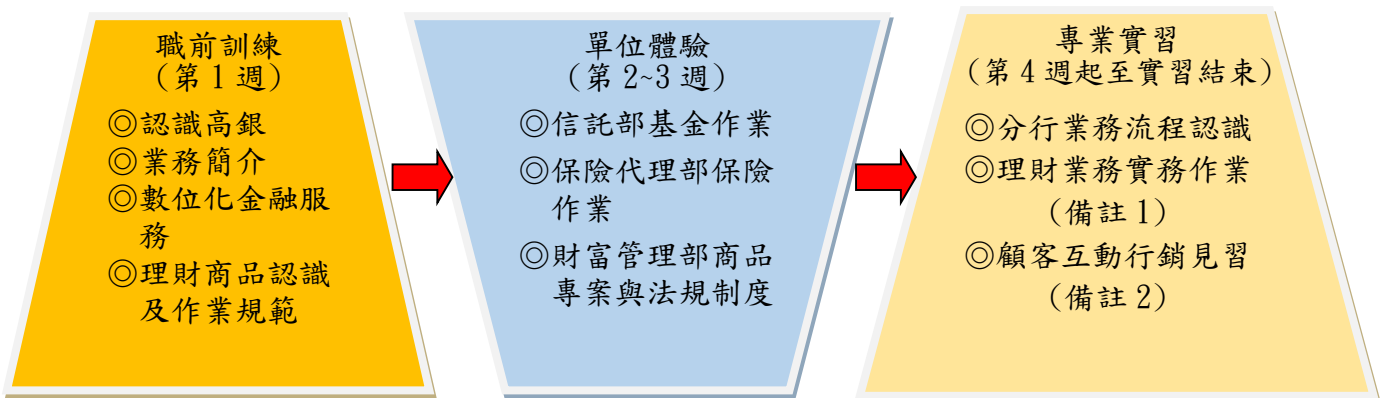 職前訓練
（第1週）
◎認識高銀
◎業務簡介
◎數位化金融服
務
◎理財商品認識
及作業規範
單位體驗
（第2~3週）
◎信託部基金作業
◎保險代理部保險
作業
◎財富管理部商品
專案與法規制度
專業實習
（第4週起至實習結束）
◎分行業務流程認識
◎理財業務實務作業
（備註1）
◎顧客互動行銷見習
（備註2）